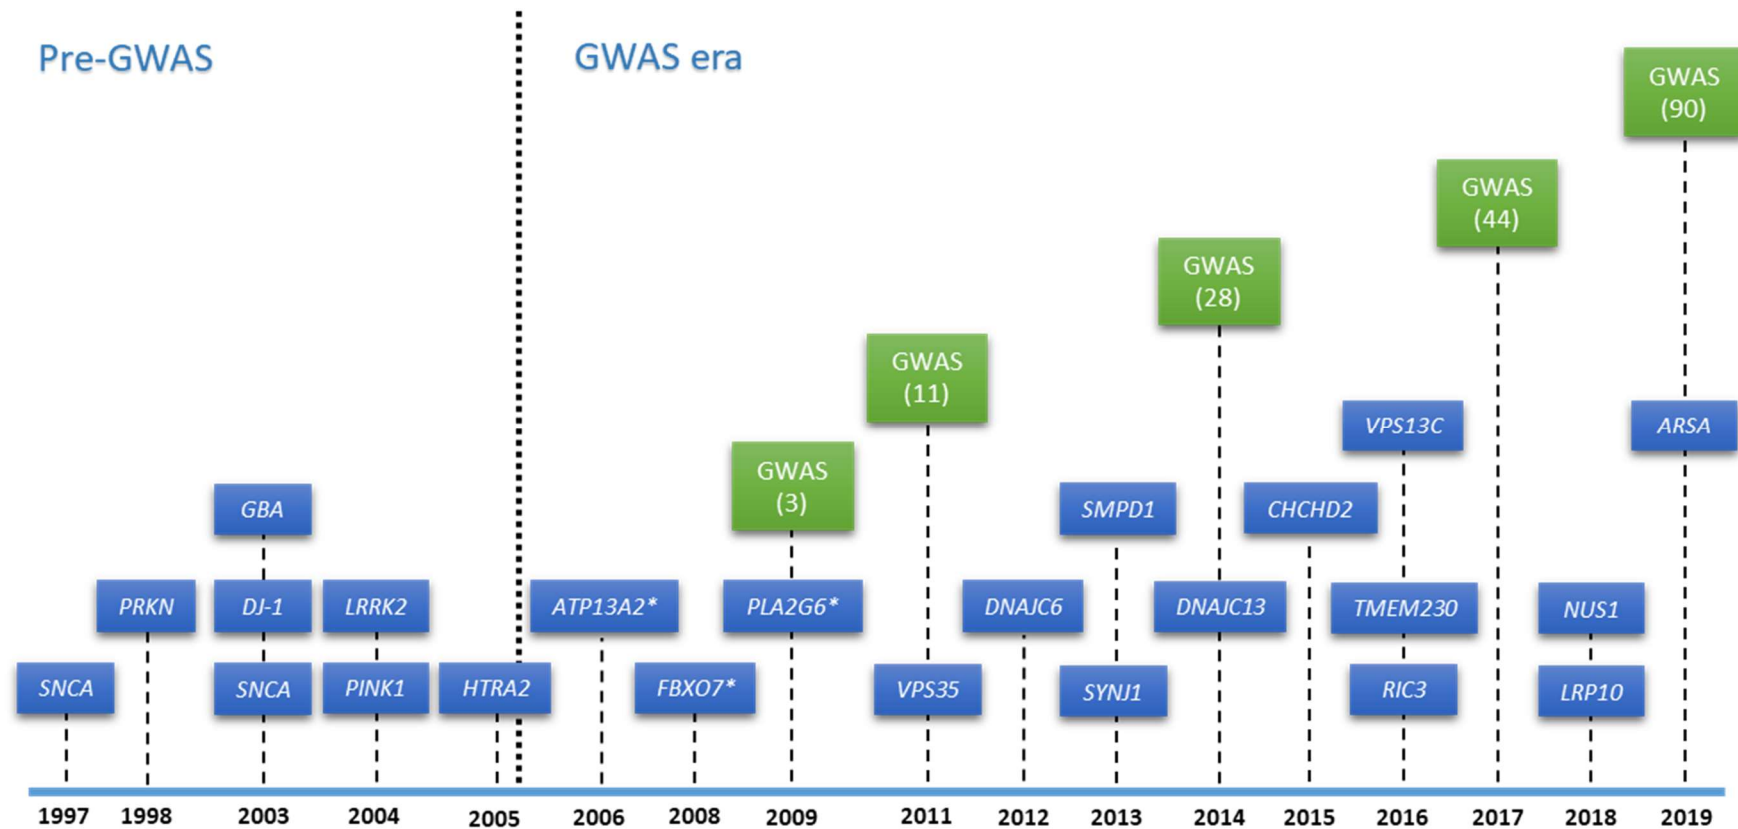 Pre-GWAS
GWAS era
GWAS
(90)
GWAS
(44)
GWAS
(28)
GWAS
(11)
GWAS
(3)
VPS13C
ARSA
GBA
SMPD1
CHCHD2
PRKN
DJ-1
LRRK2
ATP13A2*
PLA2G6*
DNAJC6
DNAJC13
TMEM230
NUS1
SNCA
SNCA
PINK1
HTRA2
FBXO7*
VPS35
SYNJ1
RIC3
LRP10
1997 1998 2003 2004 2005 2006 2008 2009 2011 2012 2013 2014 2015 2016 2017 2018 2019